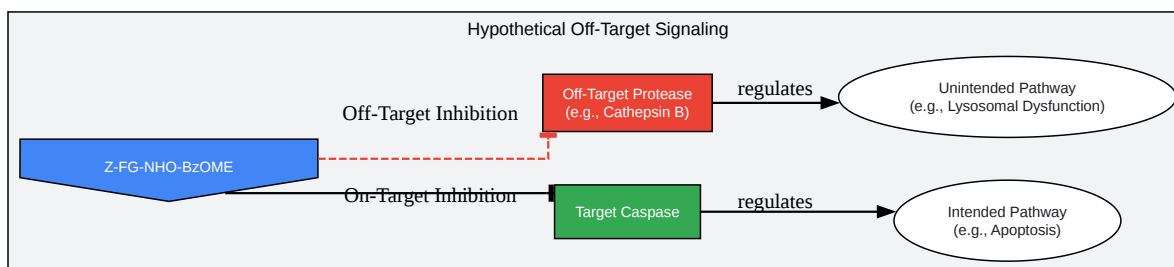 Hypothetical Off-Target Signaling
Off-Target Inhibition
Off-Target Protease
(e.g., Cathepsin B)
regulates
Unintended Pathway
(e.g., Lysosomal Dysfunction)
Z-FG-NHO-BzOME
On-Target Inhibition
Target Caspase
regulates
Intended Pathway
(e.g., Apoptosis)